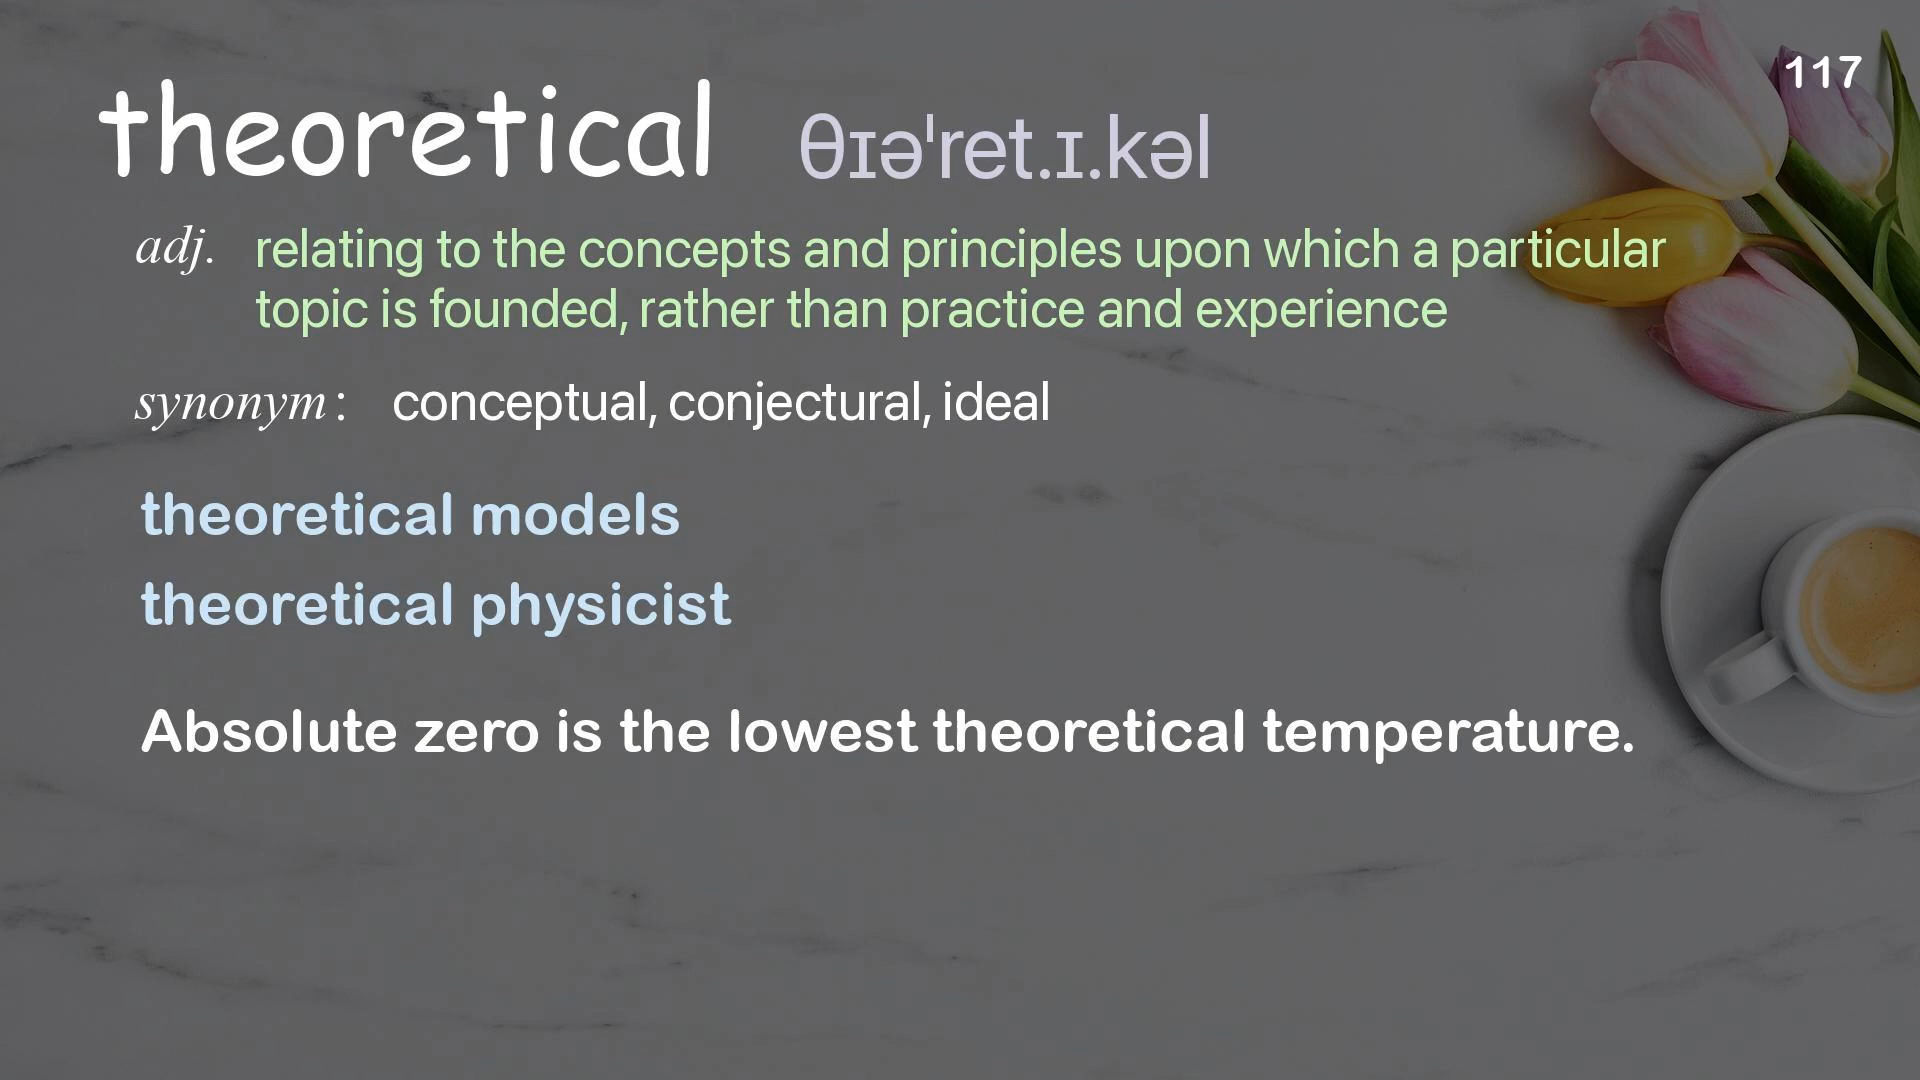 117
theoretical θɪəˈret.ɪ.kəl
adj. relating to the concepts and principles upon which a particular
topic is founded, rather than practice and experience
synonym : conceptual, conjectural, ideal
theoretical models
theoretical physicist
Absolute zero is the lowest theoretical temperature.